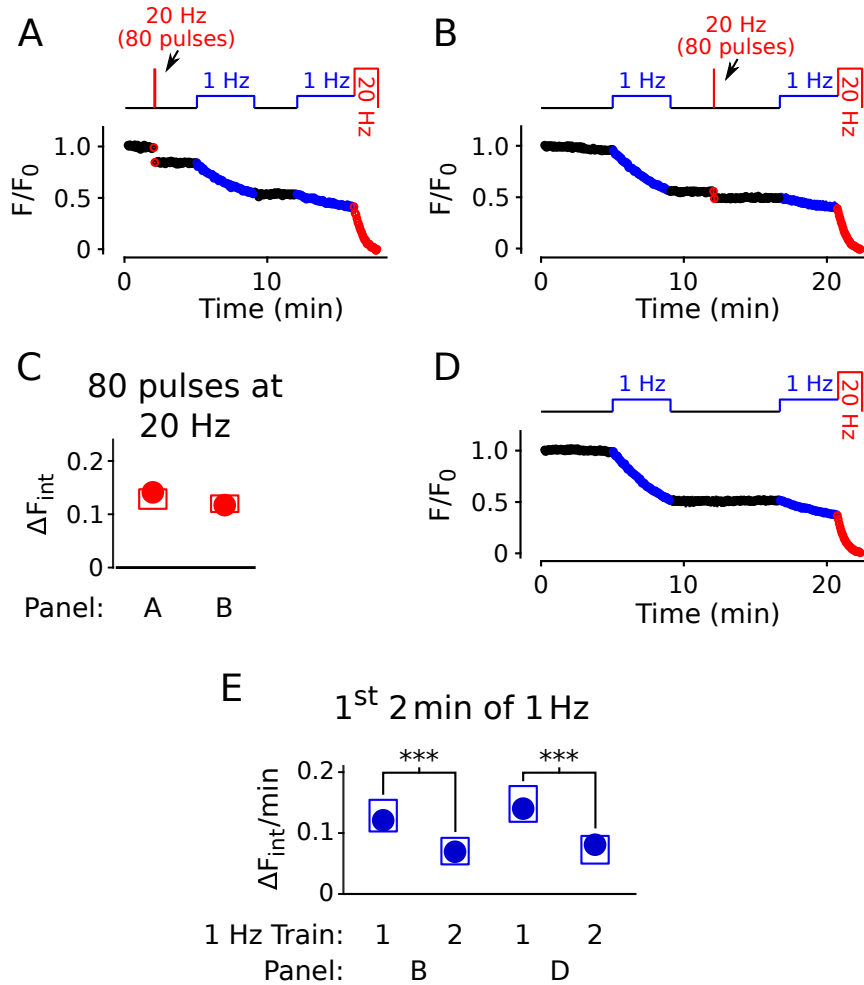 A
20 Hz
(80 pulses)
1 Hz
1 Hz
20 Hz
F/F0
1.0
0.5
0
0
10
Time (min)
B
20 Hz
(80 pulses)
1 Hz
1 Hz
20 Hz
F/F0
1.0
0.5
0
0
10
20
Time (min)
C
80 pulses at
20 Hz
ΔFint
0.2
0.1
0
Panel: A B
D
1 Hz
1 Hz
20 Hz
F/F0
1.0
0.5
0
0
10
20
Time (min)
E
1st 2 min of 1 Hz
ΔFint/min
0.2
0.1
0
*** ***
1 Hz Train: 1 2 1 2
Panel: B D